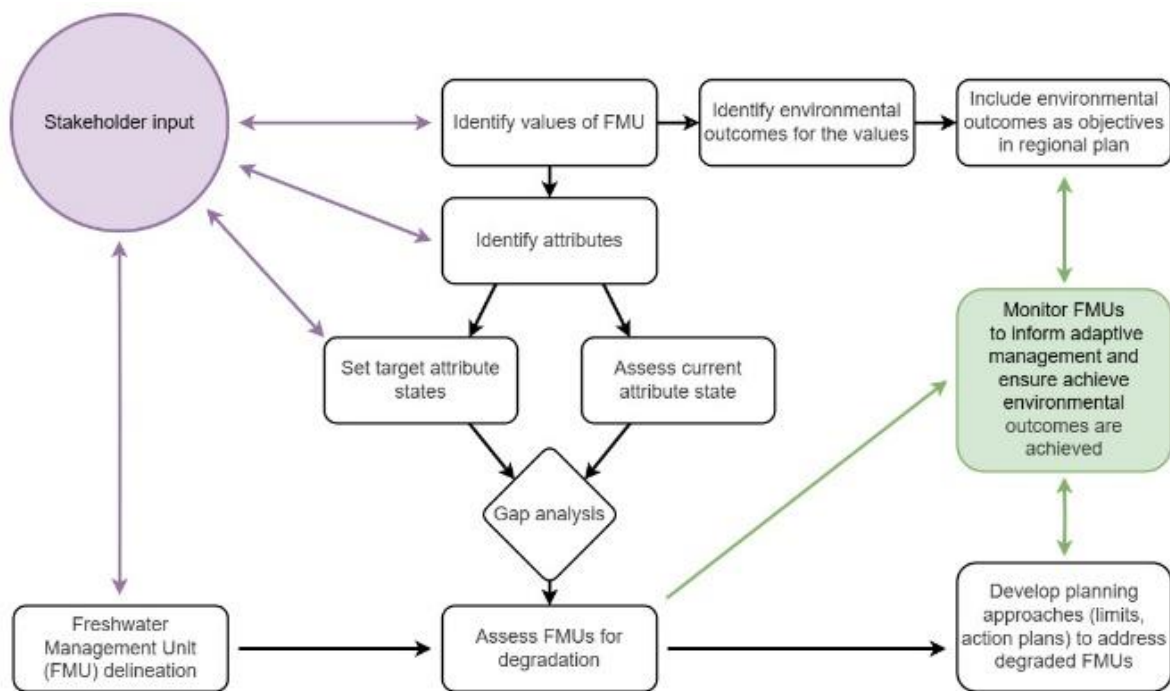 Stakeholder input
Identify values of FMU
Identify environmental
outcomes for the values
Include environmental
outcomes as objectives
in regional plan
Identify attributes
Set target attribute
states
Assess current
attribute state
Monitor FMUs
to inform adaptive
management and
ensure achieve
environmental
outcomes are
achieved
Gap analysis
Freshwater
Management Unit
(FMU) delineation
Assess FMUs for
degradation
Develop planning
approaches (limits,
action plans) to address
degraded FMUs